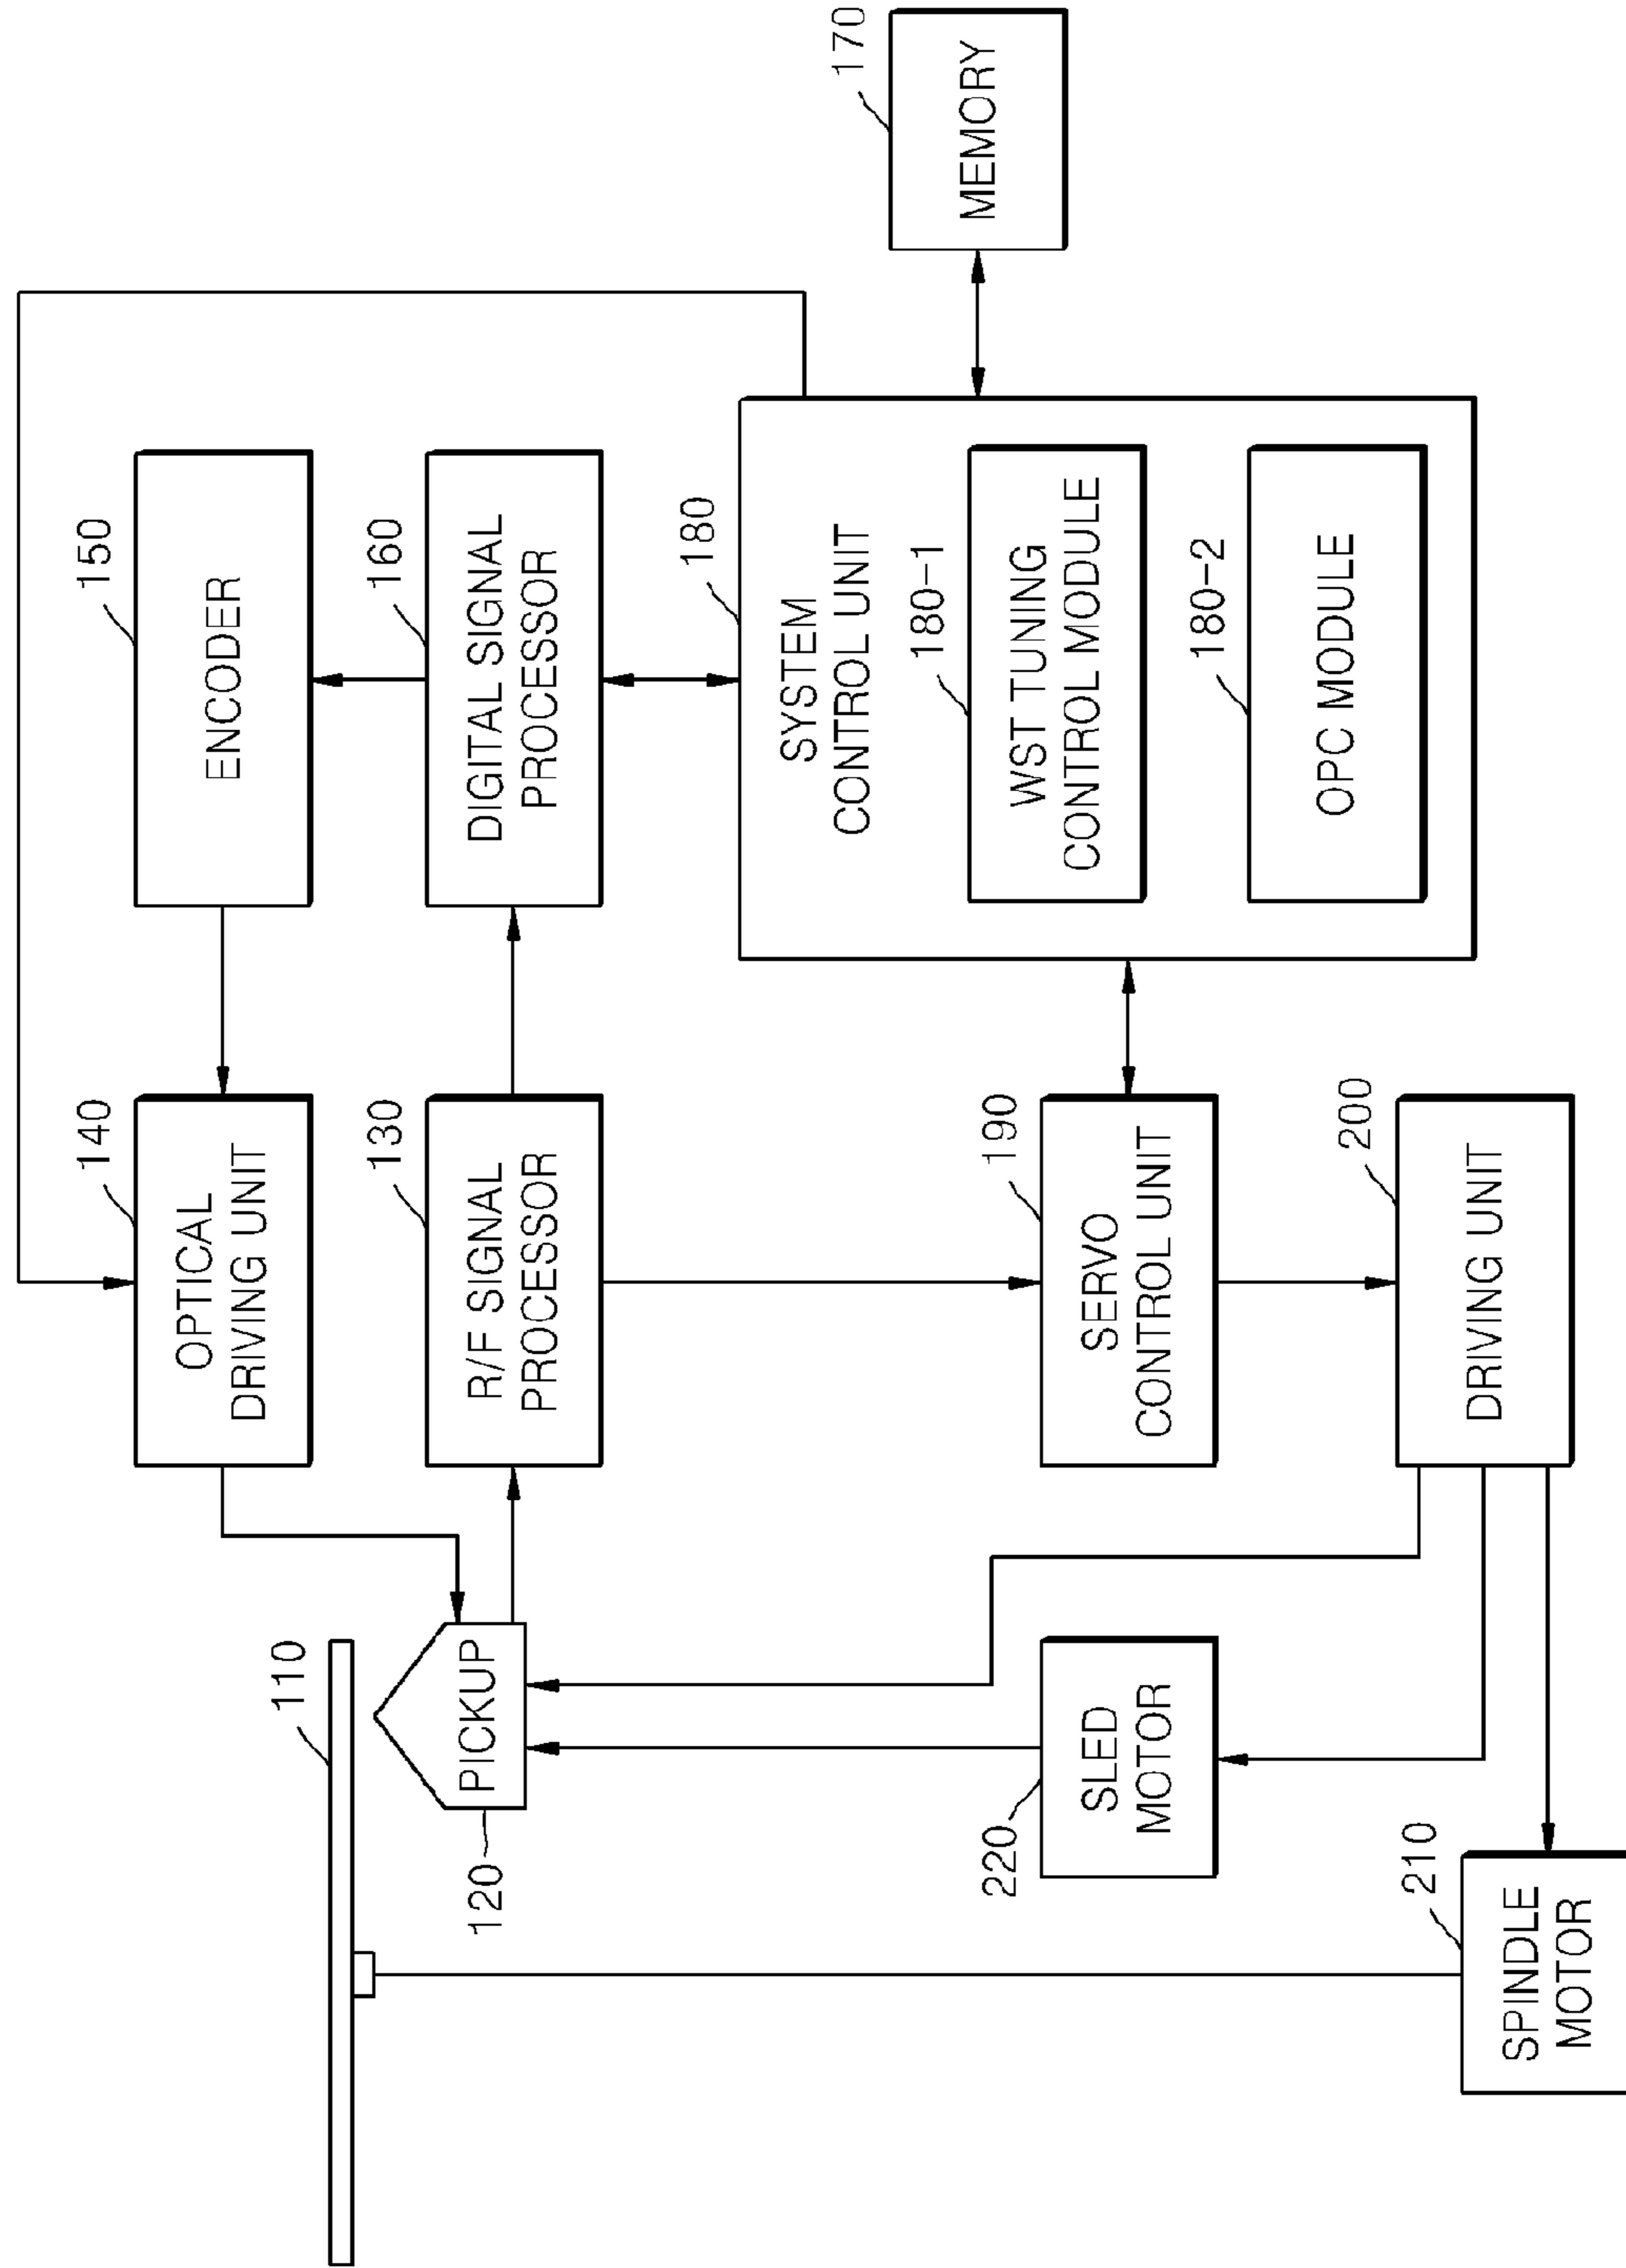 110
PICKUP
120
140
OPTICAL
DRIVING UNIT
150
ENCODER
130
R/F SIGNAL
PROCESSOR
160
DIGITAL SIGNAL
PROCESSOR
180
SYSTEM
CONTROL UNIT
180-1
WST TUNING
CONTROL MODULE
180-2
OPC MODULE
170
MEMORY
190
SERVO
CONTROL UNIT
200
DRIVING UNIT
220
SLED
MOTOR
210
SPINDLE
MOTOR